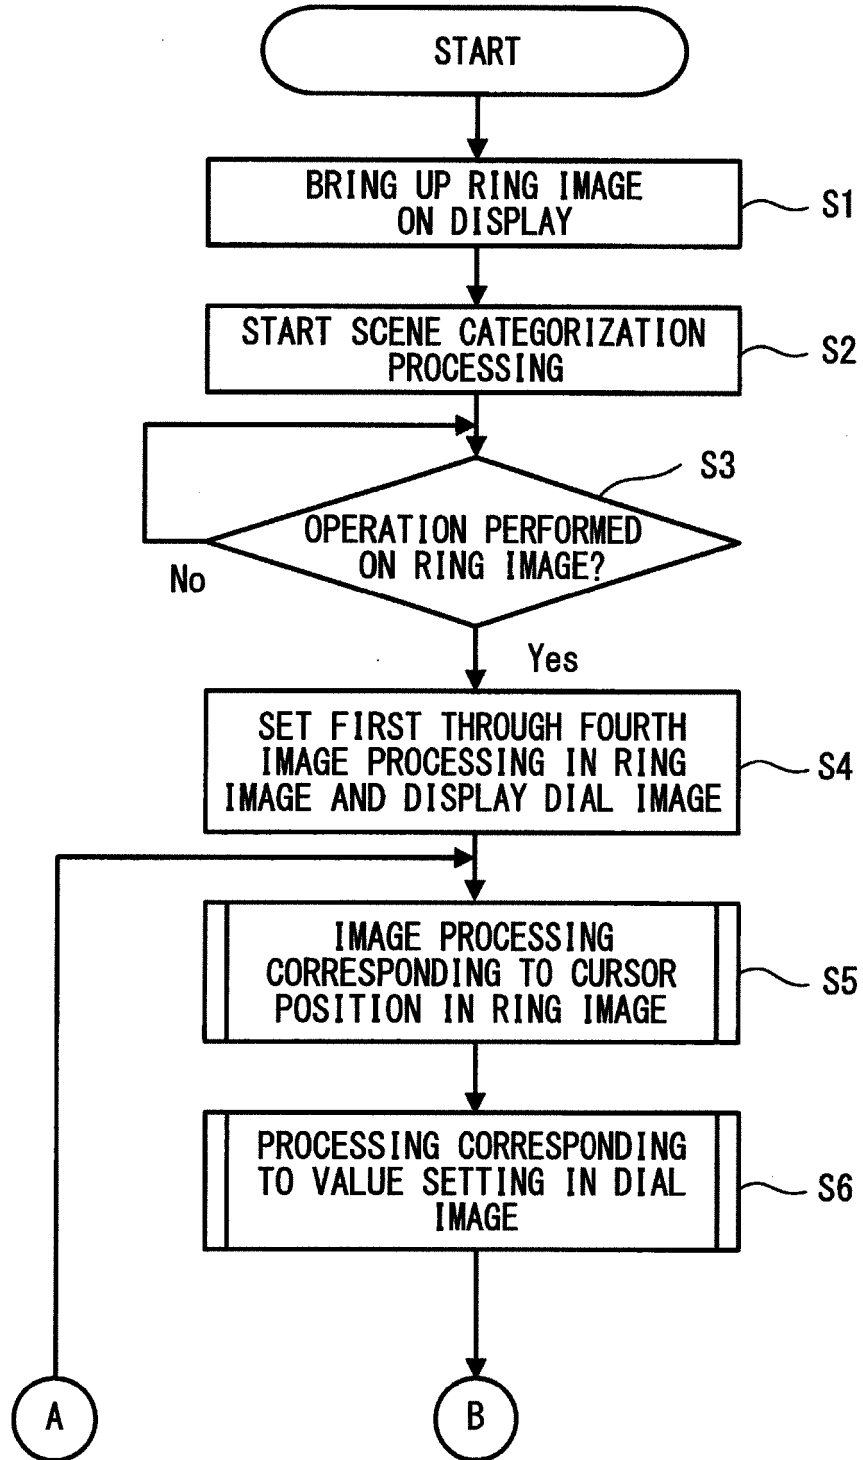 START
BRING UP RING IMAGE
ON DISPLAY
S1
START SCENE CATEGORIZATION
PROCESSING
S2
S3
OPERATION PERFORMED
ON RING IMAGE?
No
Yes
SET FIRST THROUGH FOURTH
IMAGE PROCESSING IN RING
IMAGE AND DISPLAY DIAL IMAGE
S4
IMAGE PROCESSING
CORRESPONDING TO CURSOR
POSITION IN RING IMAGE
S5
PROCESSING CORRESPONDING
TO VALUE SETTING IN DIAL
IMAGE
S6
A
B